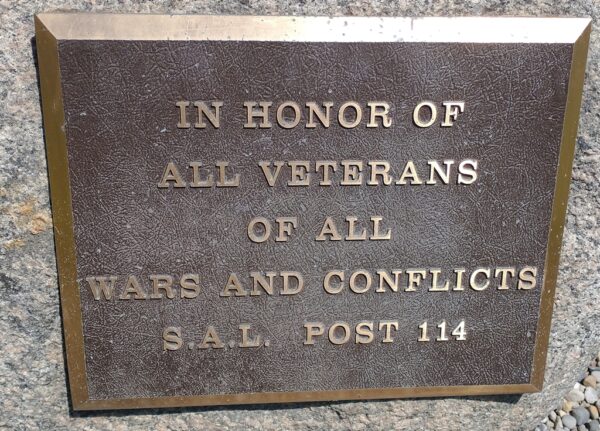 IN HONOR OF
ALL VETERANS
OF ALL
WARS AND CONFLICTS
S.A.L. POST 114